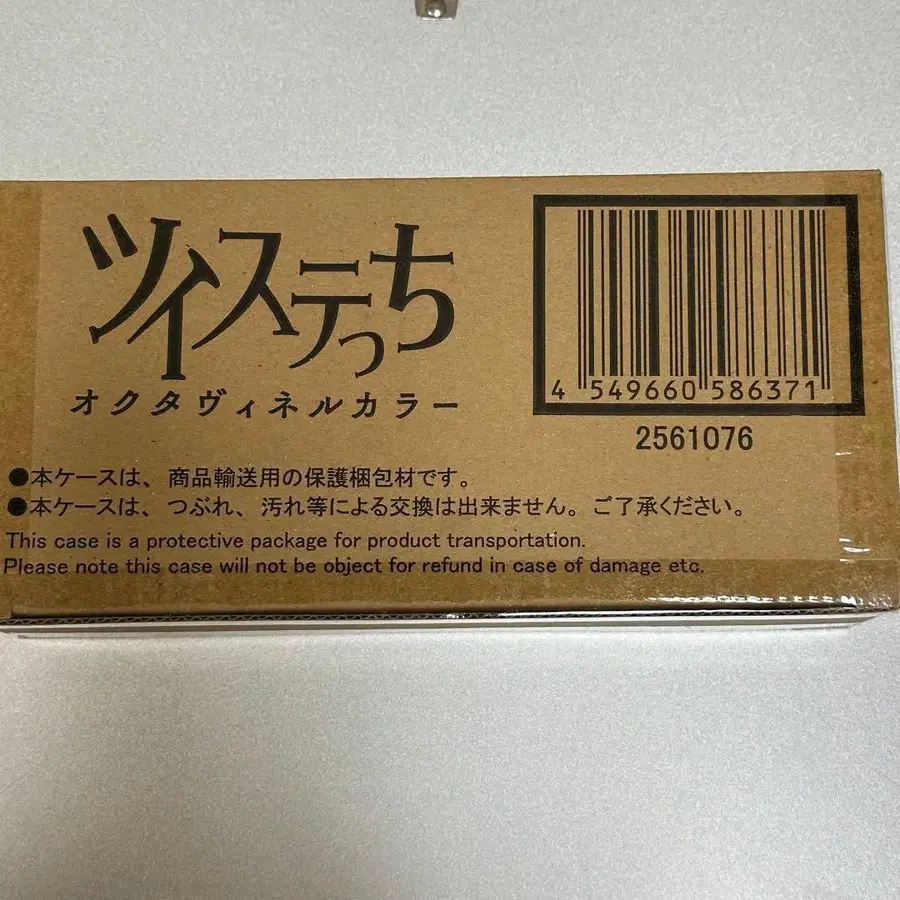 ツイステっち
オクタヴィネルカラー
4 549660 586371
2561076
●本ケースは、商品輸送用の保護梱包材です。
●本ケースは、つぶれ、汚れ等による交換は出来ません。ご了承ください。
This case is a protective package for product transportation.
Please note this case will not be object for refund in case of damage etc.